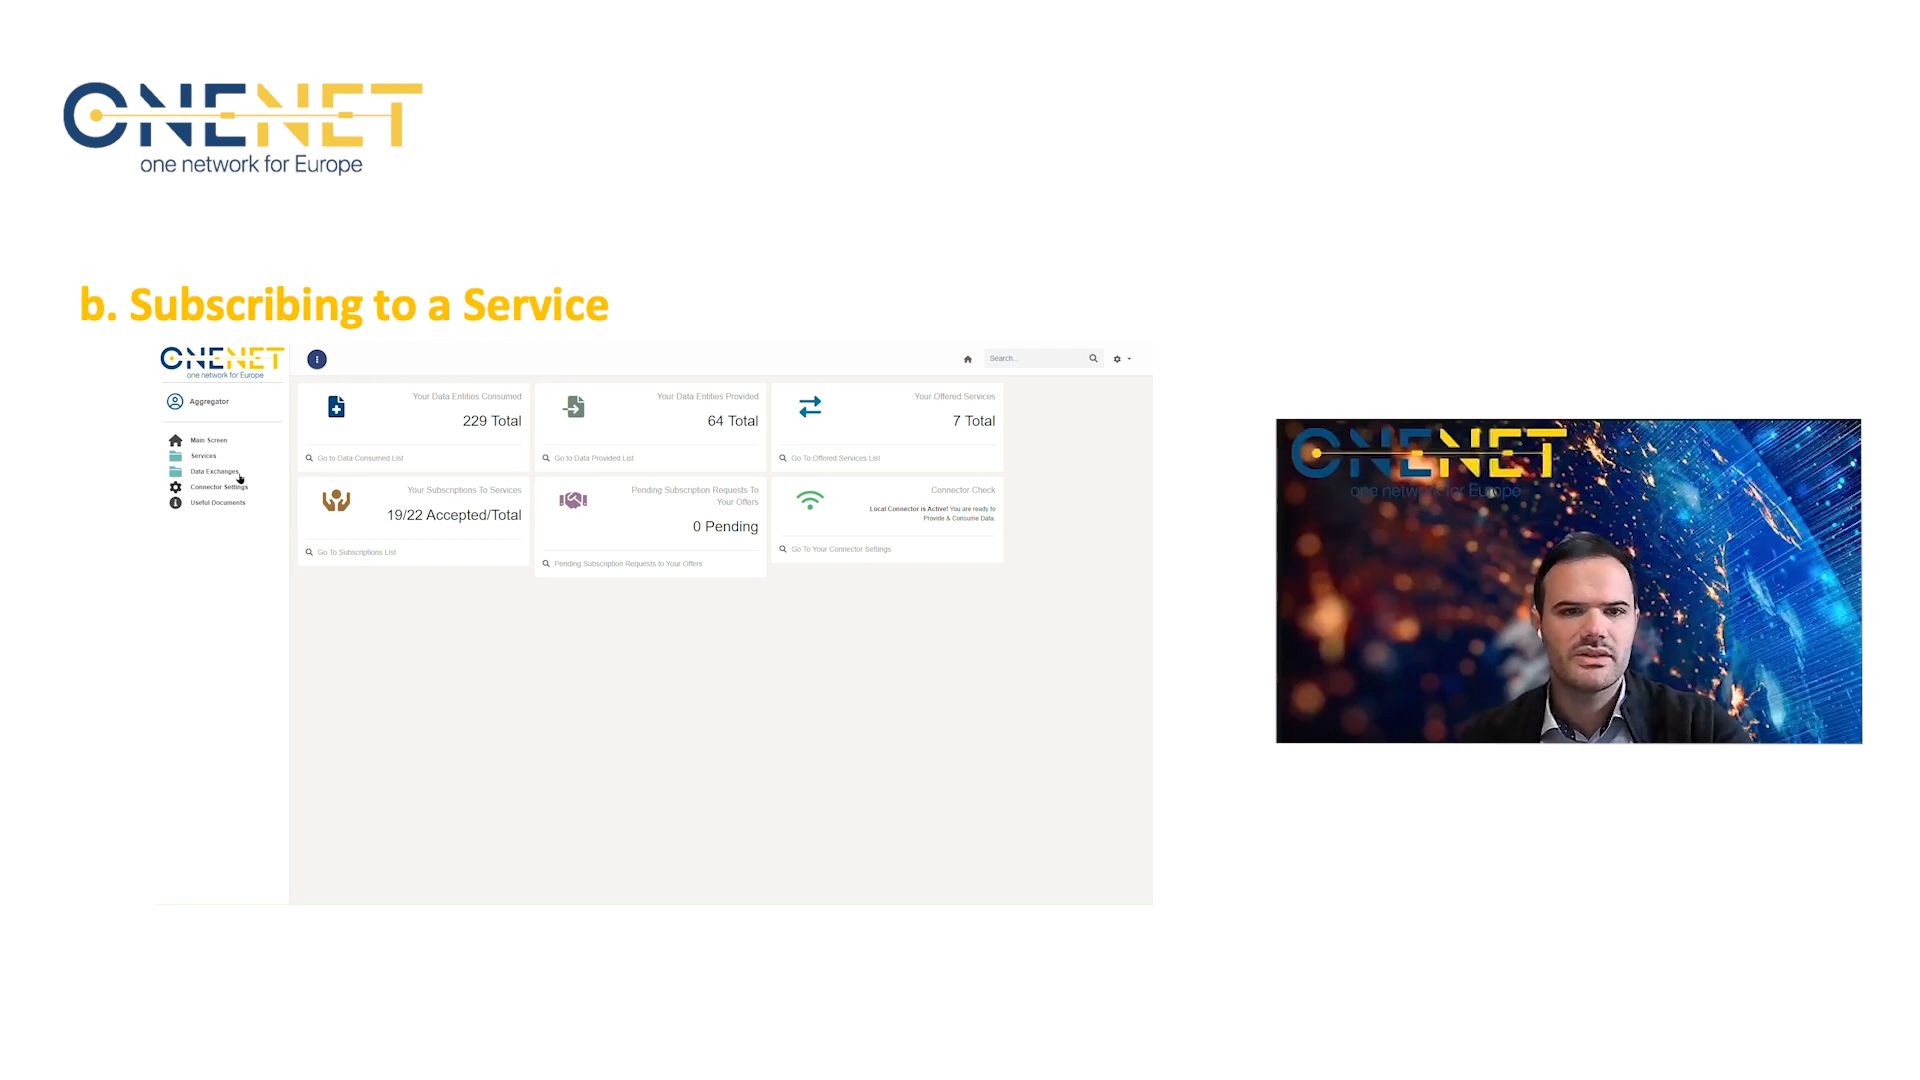 ONENET
one network for Europe
b. Subscribing to a Service
ONENET
one network for Europe
Search...
Aggregator
Main Screen
Services
Data Exchanges
Connector Settings
Useful Documents
Your Data Entities Consumed
229 Total
Go to Data Consumed List
Your Data Entities Provided
64 Total
Go to Data Provided List
Your Offered Services
7 Total
Go To Offered Services List
Your Subscriptions To Services
19/22 Accepted/Total
Go To Subscriptions List
Pending Subscription Requests To
Your Offers
0 Pending
Pending Subscription Requests to Your Offers
Connector Check
Local Connector is Active! You are ready to
Provide & Consume Data.
Go To Your Connector Settings
ONENET
one network for Europe